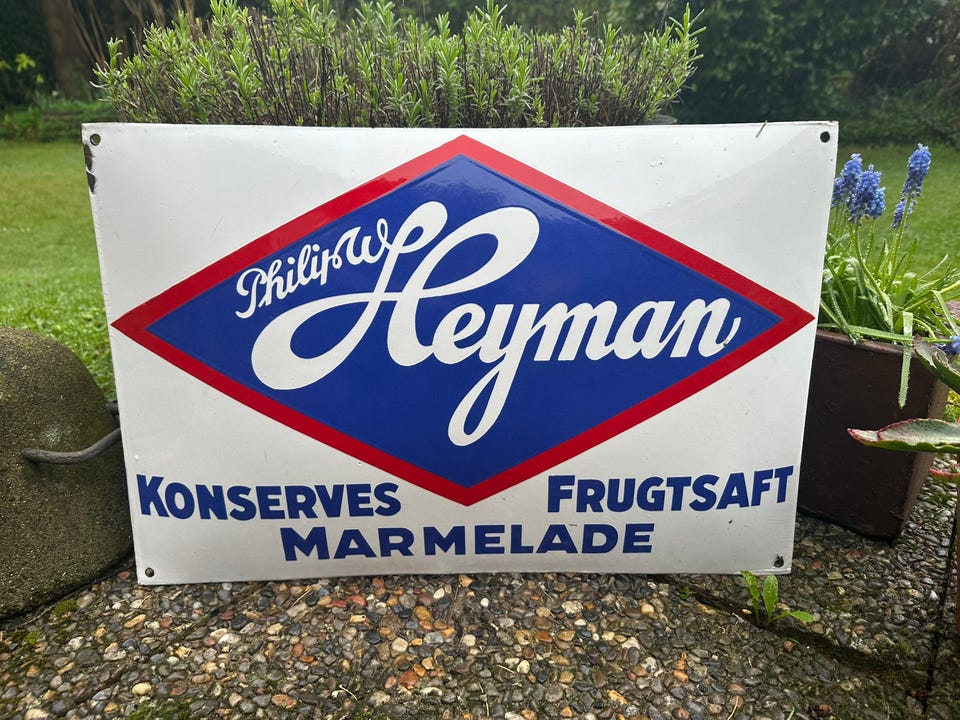 Philip W.
Heyman
KONSERVES FRUGTSAFT
MARMELADE